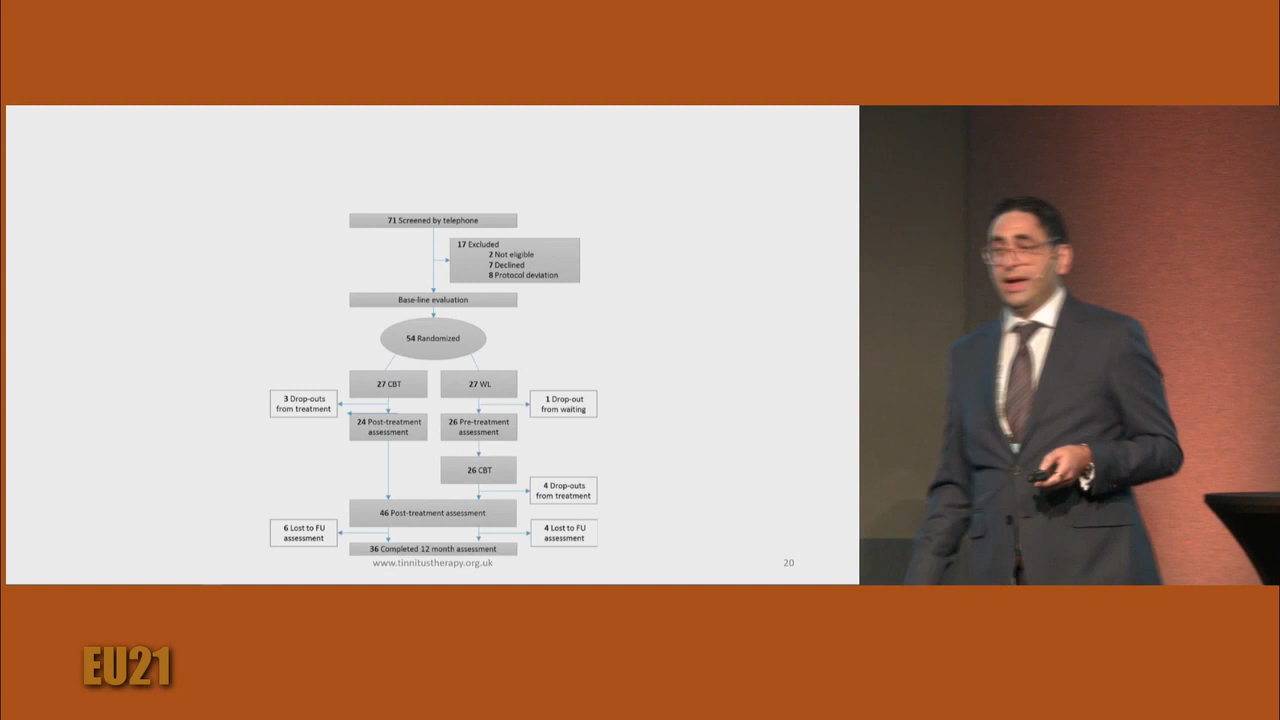 71 Screened by telephone
17 Excluded
2 Not eligible
7 Declined
8 Protocol deviation
Base-line evaluation
54 Randomized
27 CBT
27 WL
3 Drop-outs
from treatment
1 Drop-out
from waiting
24 Post-treatment
assessment
26 Pre-treatment
assessment
26 CBT
4 Drop-outs
from treatment
46 Post-treatment assessment
6 Lost to FU
assessment
4 Lost to FU
assessment
36 Completed 12 month assessment
www.tinnitustherapy.org.uk
20
EU21